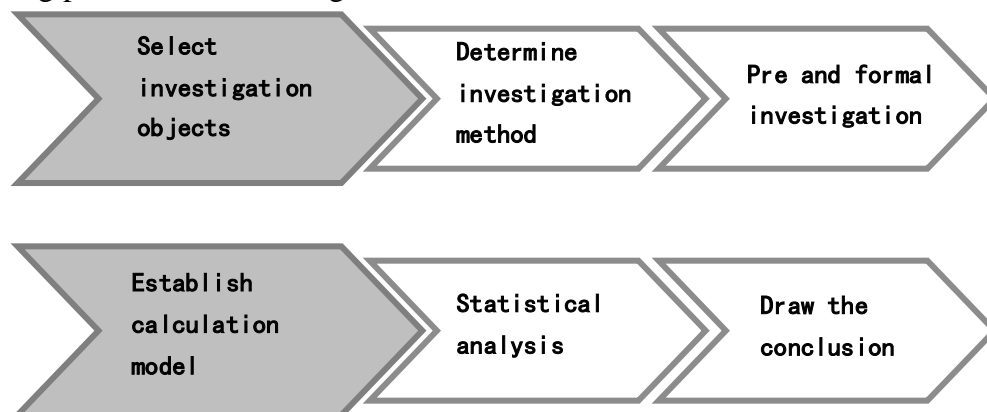 Select
investigation
objects
Determine
investigation
method
Pre and formal
investigation
Establish
calculation
model
Statistical
analysis
Draw the
conclusion